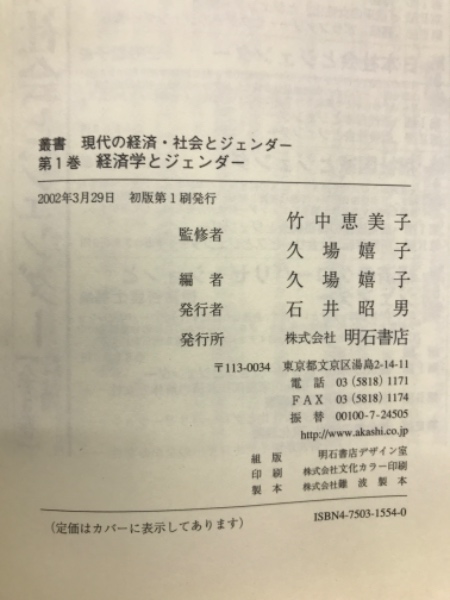 叢書 現代の経済・社会とジェンダー
第1巻 経済学とジェンダー
2002年3月29日 初版第1刷発行
監修者 竹中恵美子
久場嬉子
編者 久場嬉子
発行者 石井昭男
発行所 株式会社 明石書店
〒113-0034 東京都文京区湯島2-14-11
電話 03 (5818) 1171
FAX 03 (5818) 1174
振替 00100-7-24505
http://www.akashi.co.jp
組版 明石書店デザイン室
印刷 株式会社文化カラー印刷
製本 株式会社難波製本
(定価はカバーに表示してあります)
ISBN4-7503-1554-0